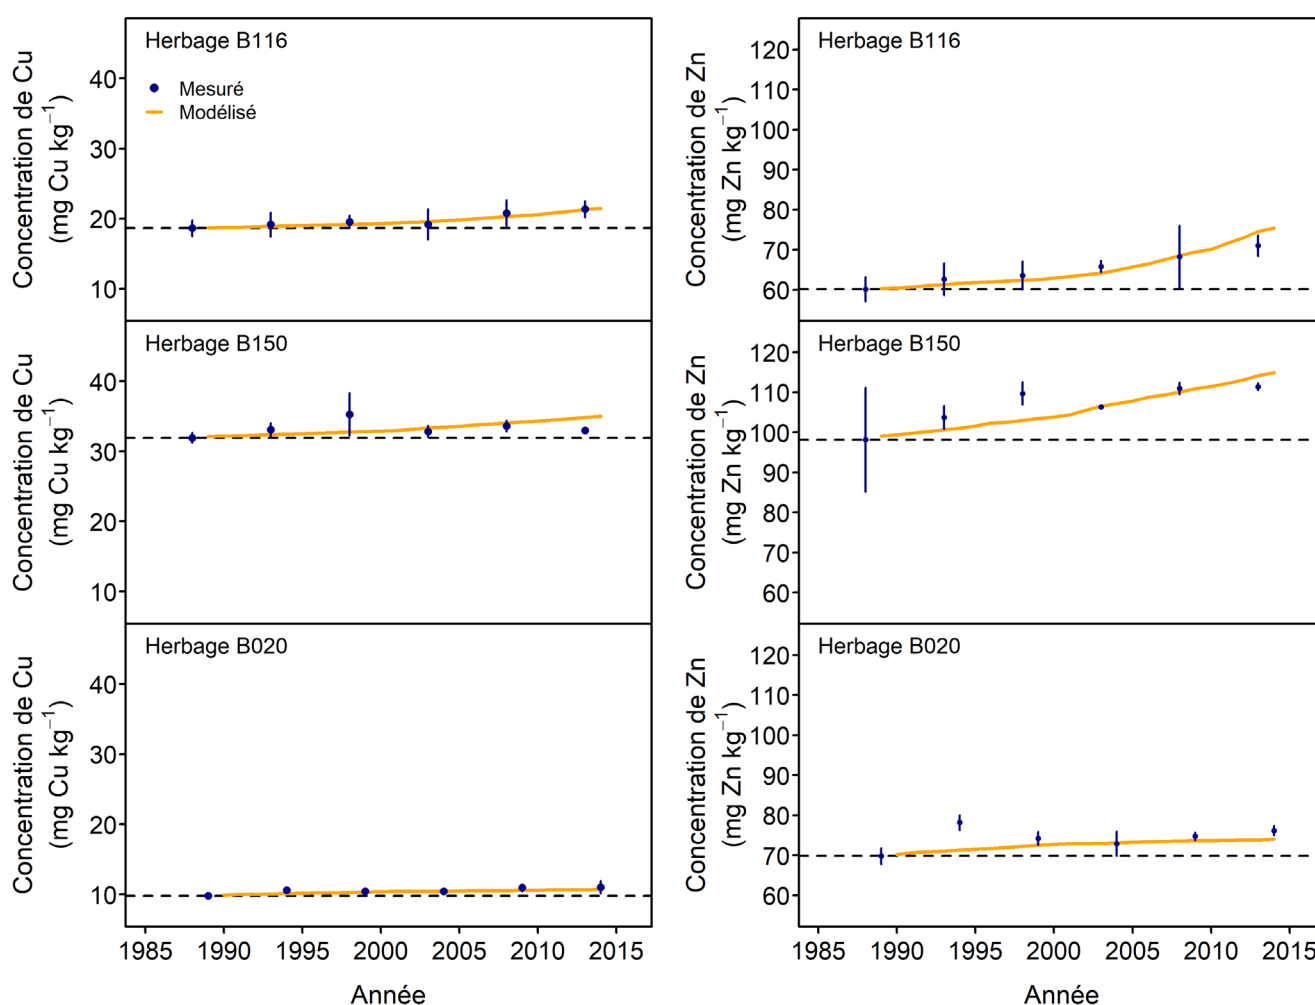 Herbage B116
Mesuré
Modélisé
Concentration de Cu
(mg Cu kg⁻¹)
40
30
20
10
Herbage B116
Concentration de Zn
(mg Zn kg⁻¹)
120
110
100
90
80
70
60
Herbage B150
Concentration de Cu
(mg Cu kg⁻¹)
40
30
20
10
Herbage B150
Concentration de Zn
(mg Zn kg⁻¹)
120
110
100
90
80
70
60
Herbage B020
Concentration de Cu
(mg Cu kg⁻¹)
40
30
20
10
1985 1990 1995 2000 2005 2010 2015
Année
Herbage B020
Concentration de Zn
(mg Zn kg⁻¹)
120
110
100
90
80
70
60
1985 1990 1995 2000 2005 2010 2015
Année